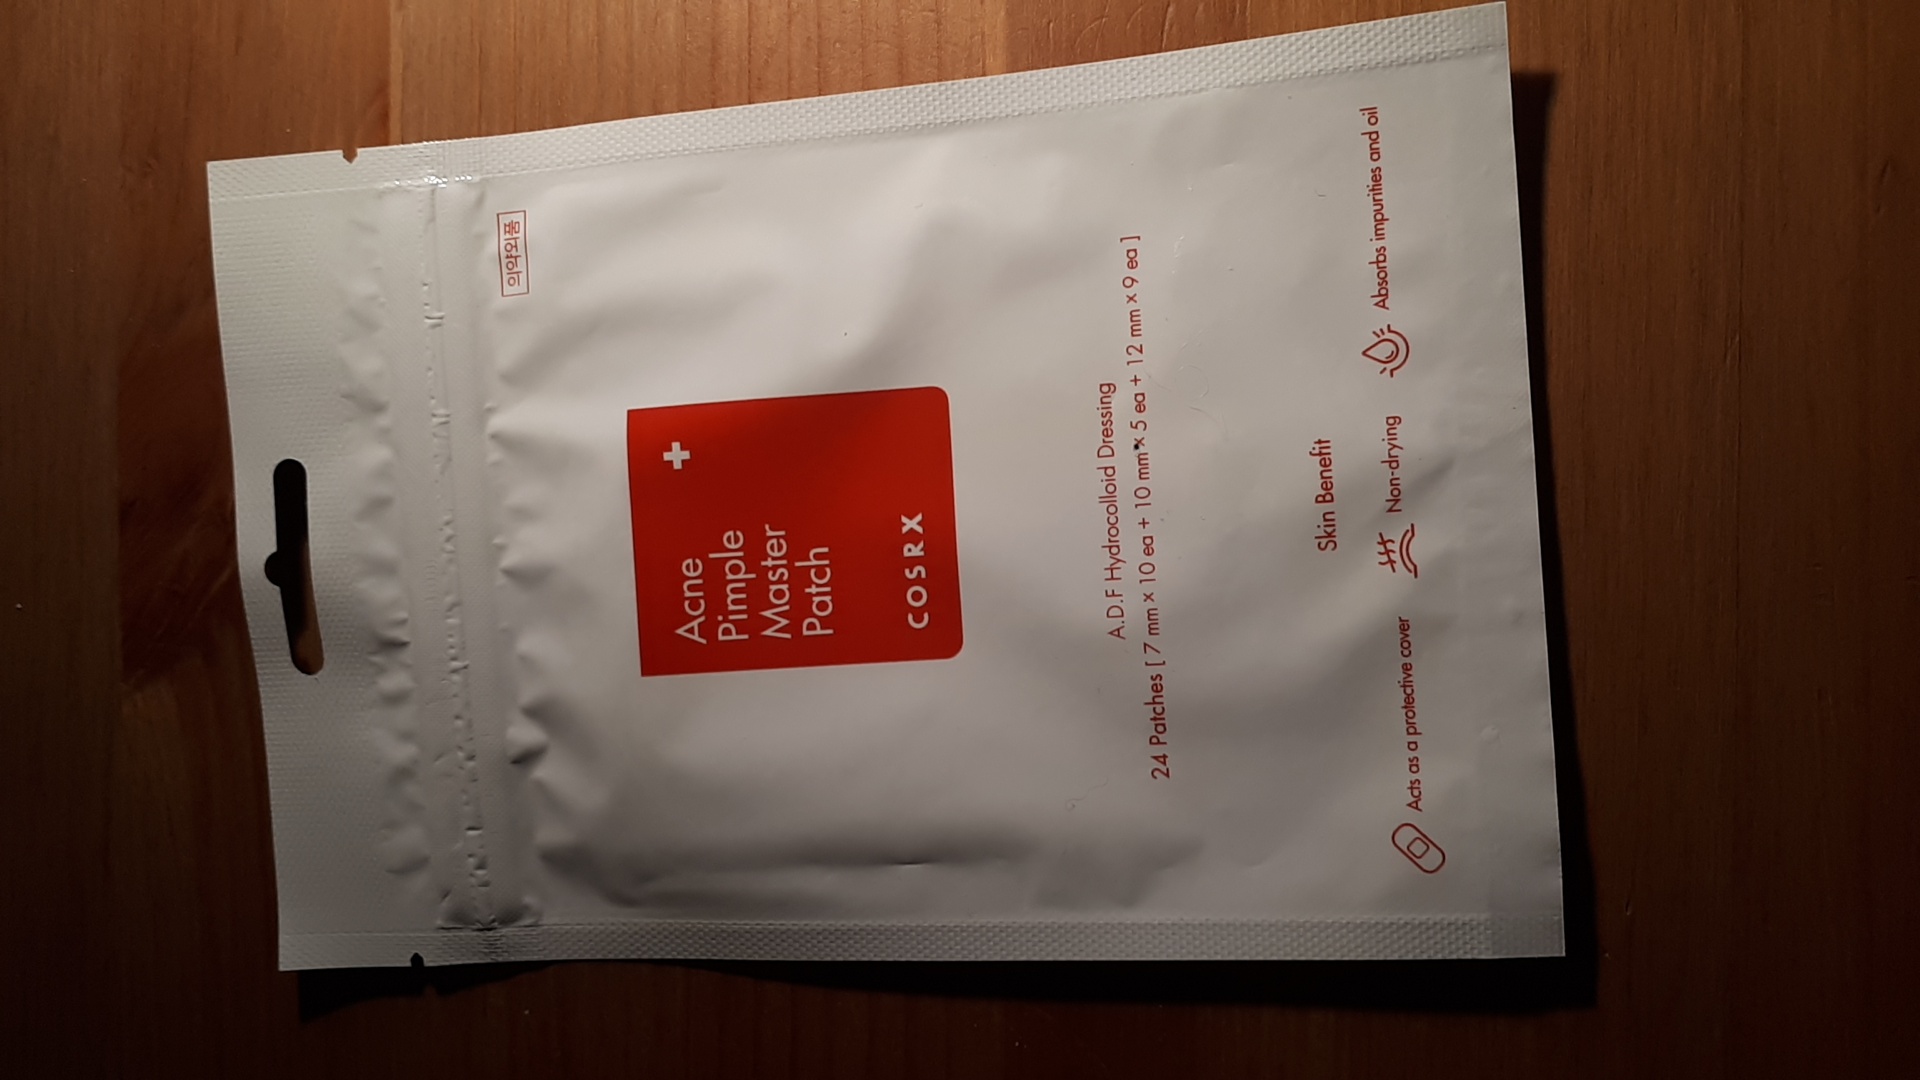 의약외품
Acne
Pimple
Master
Patch
COSRX
A.D.F Hydrocolloid Dressing
24 Patches [ 7 mm x 10 ea + 10 mm x 5 ea + 12 mm x 9 ea ]
Skin Benefit
Acts as a protective cover
Non-drying
Absorbs impurities and oil